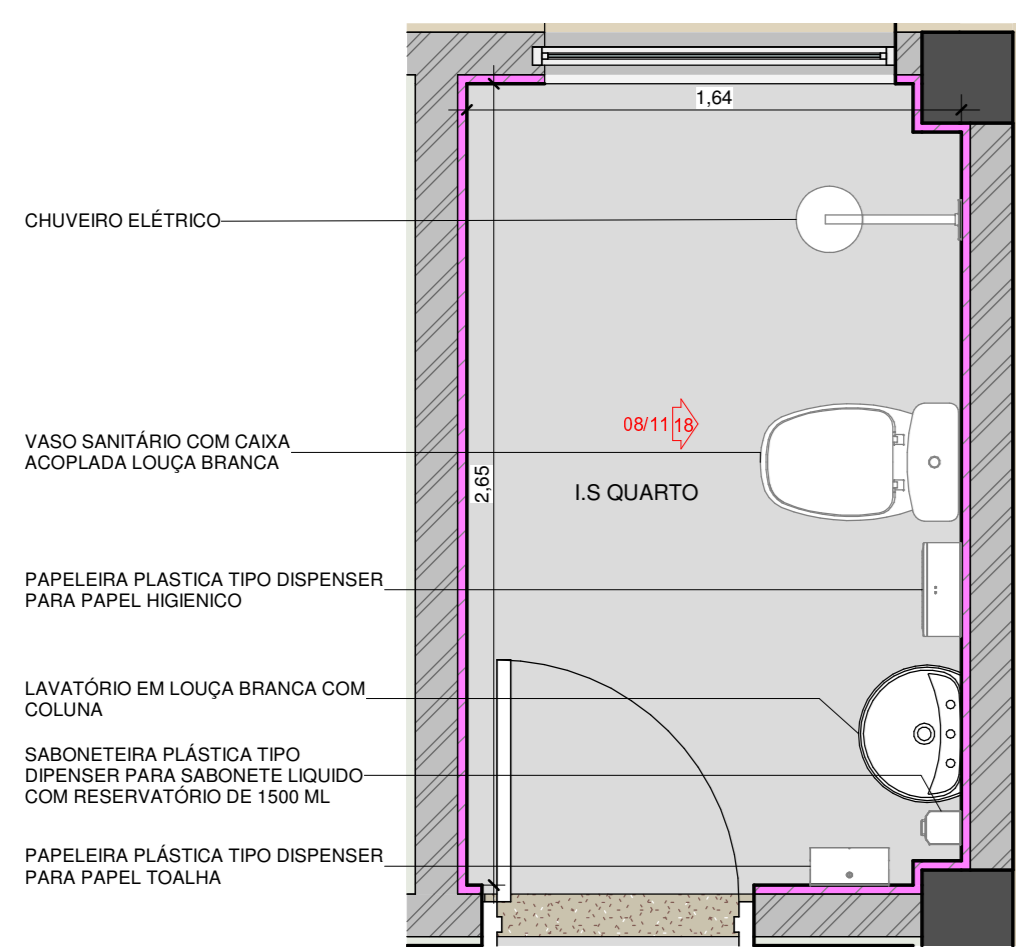 1,64
CHUVEIRO ELÉTRICO
08/11 18
VASO SANITÁRIO COM CAIXA
ACOPLADA LOUÇA BRANCA
2,65
I.S QUARTO
PAPELEIRA PLASTICA TIPO DISPENSER
PARA PAPEL HIGIENICO
LAVATÓRIO EM LOUÇA BRANCA COM
COLUNA
SABONETEIRA PLÁSTICA TIPO
DIPENSER PARA SABONETE LIQUIDO
COM RESERVATÓRIO DE 1500 ML
PAPELEIRA PLÁSTICA TIPO DISPENSER
PARA PAPEL TOALHA